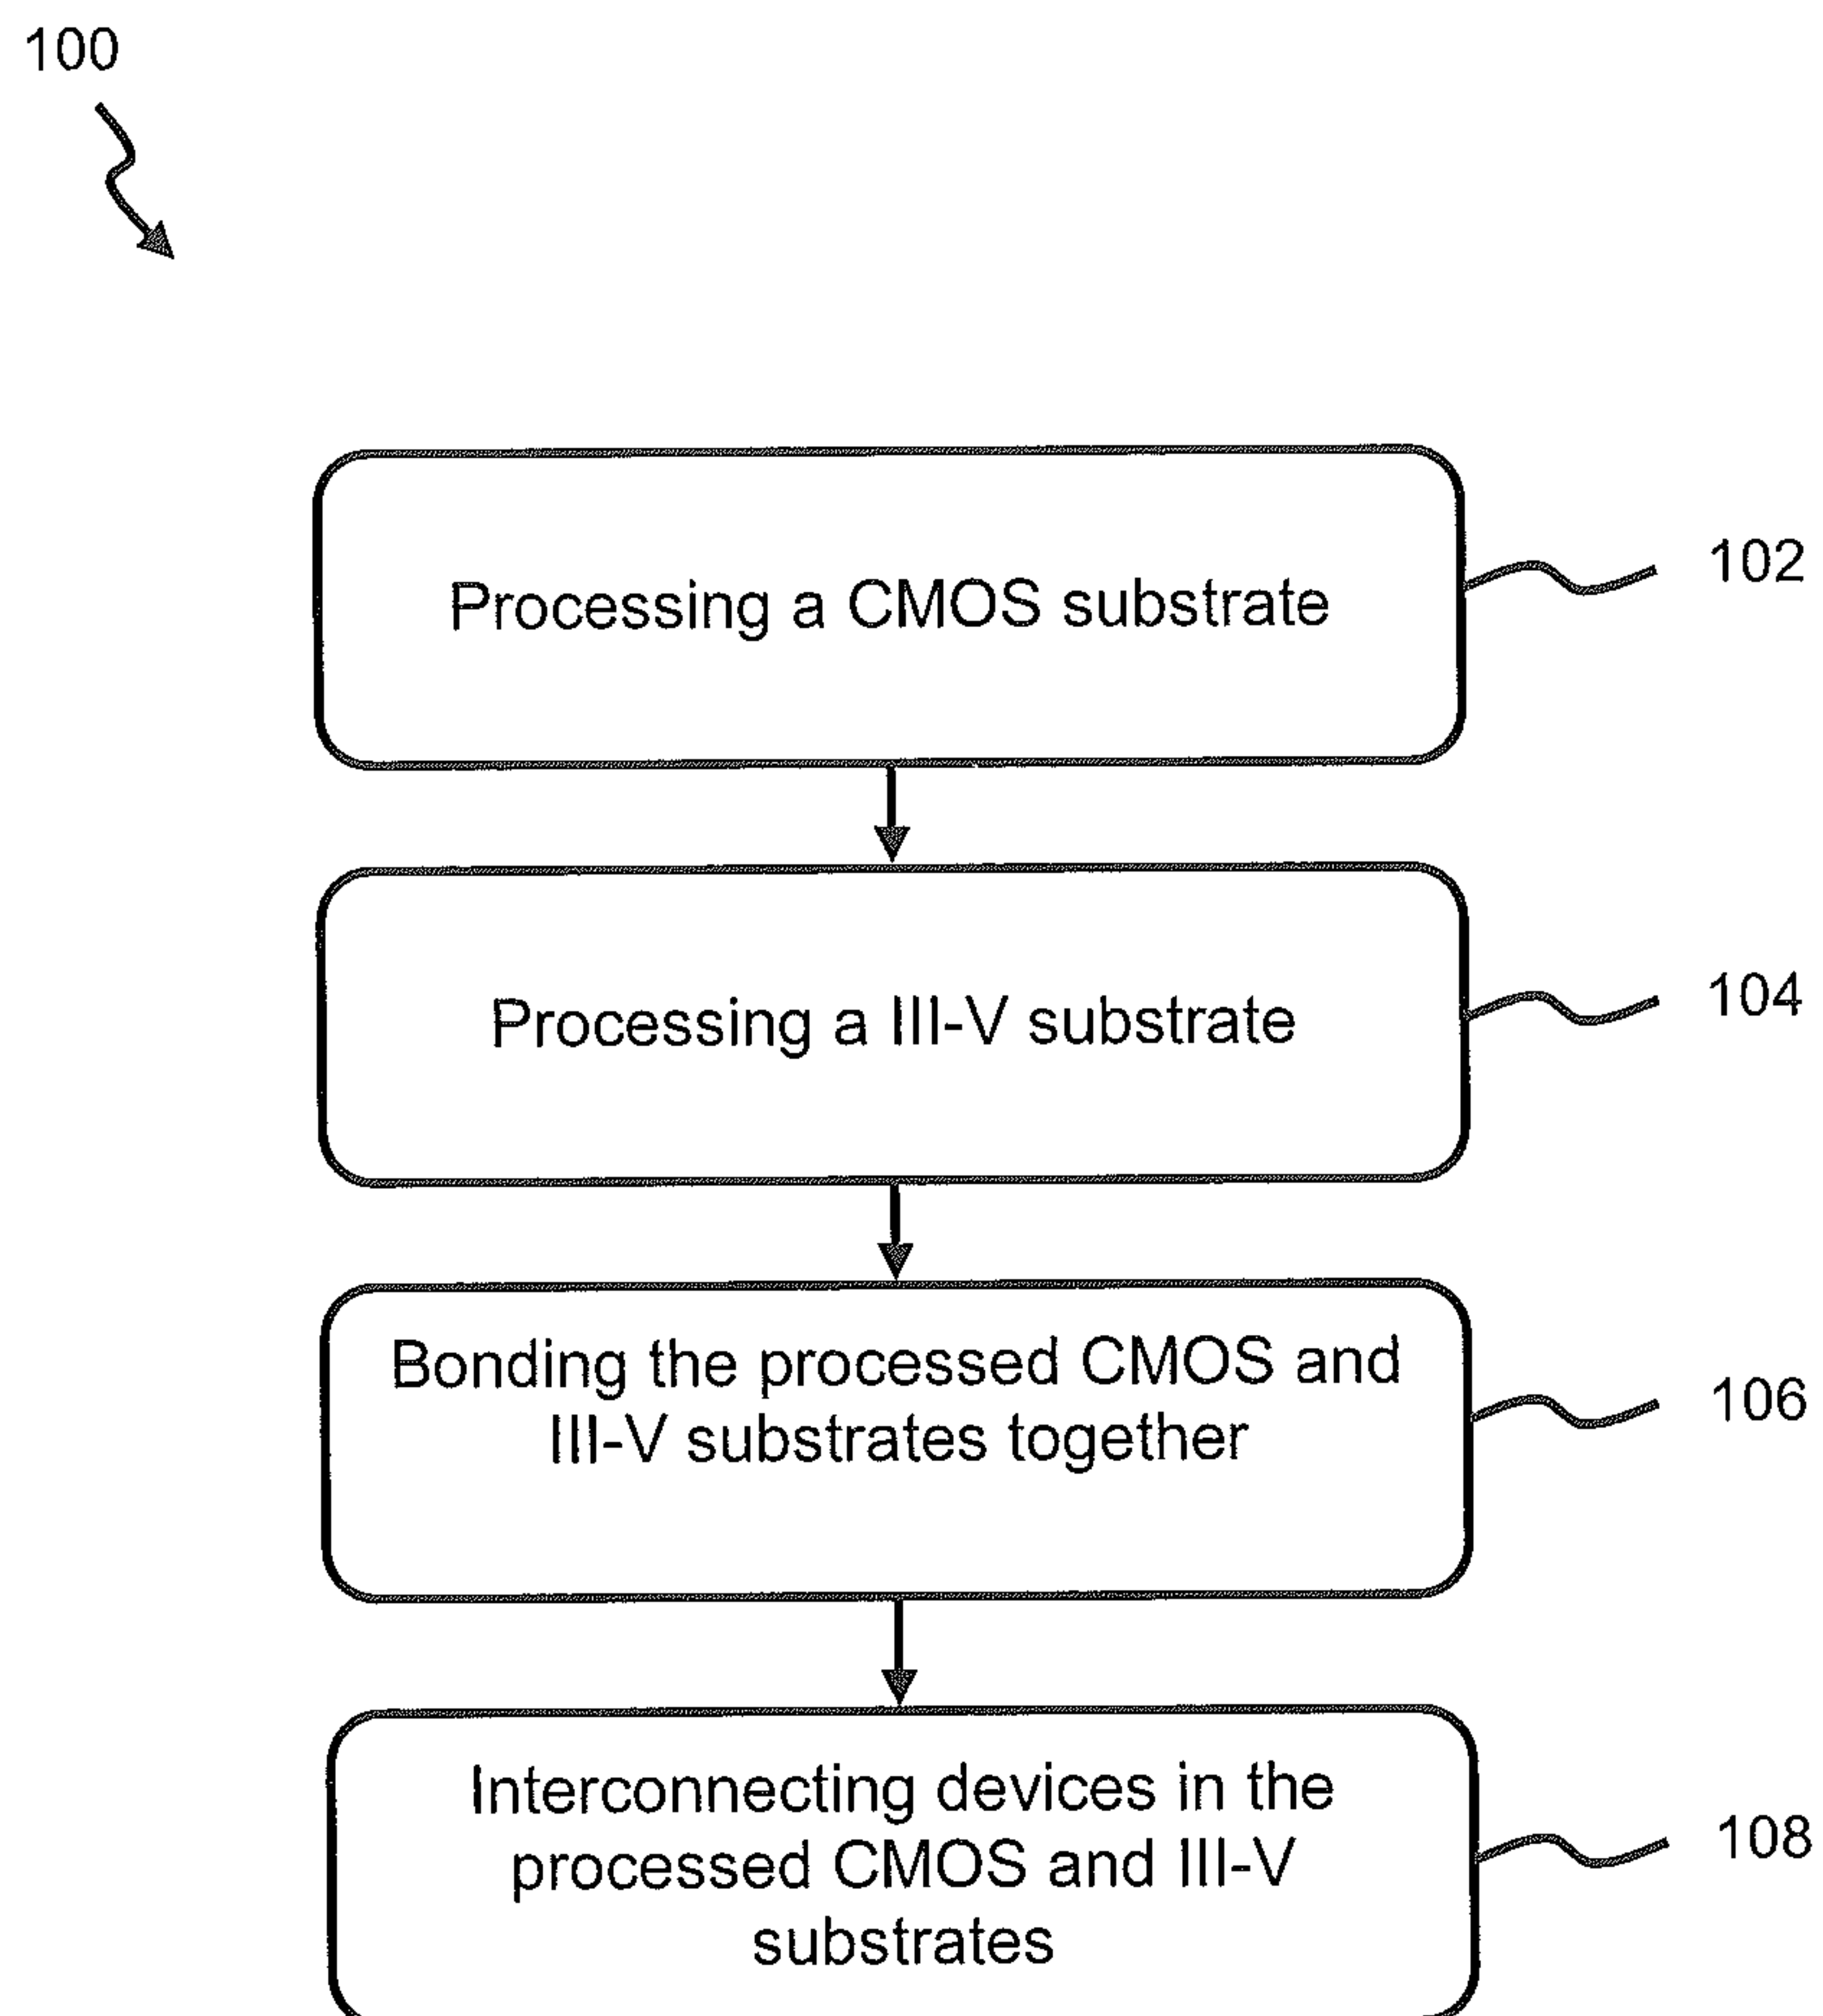 100
Processing a CMOS substrate
102
Processing a III-V substrate
104
Bonding the processed CMOS and
III-V substrates together
106
Interconnecting devices in the
processed CMOS and III-V
substrates
108